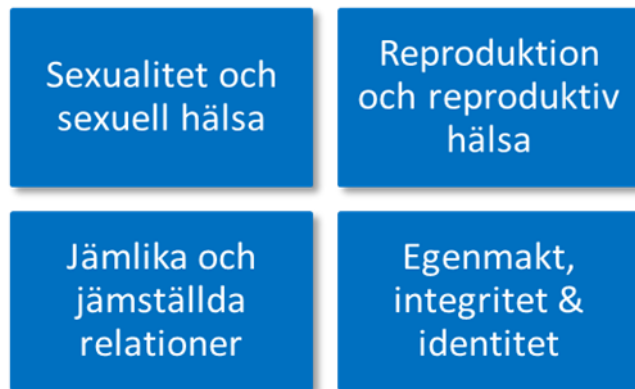 Sexualitet och
sexuell hälsa
Reproduktion
och reproduktiv
hälsa
Jämlika och
jämställda
relationer
Egenmakt,
integritet &
identitet